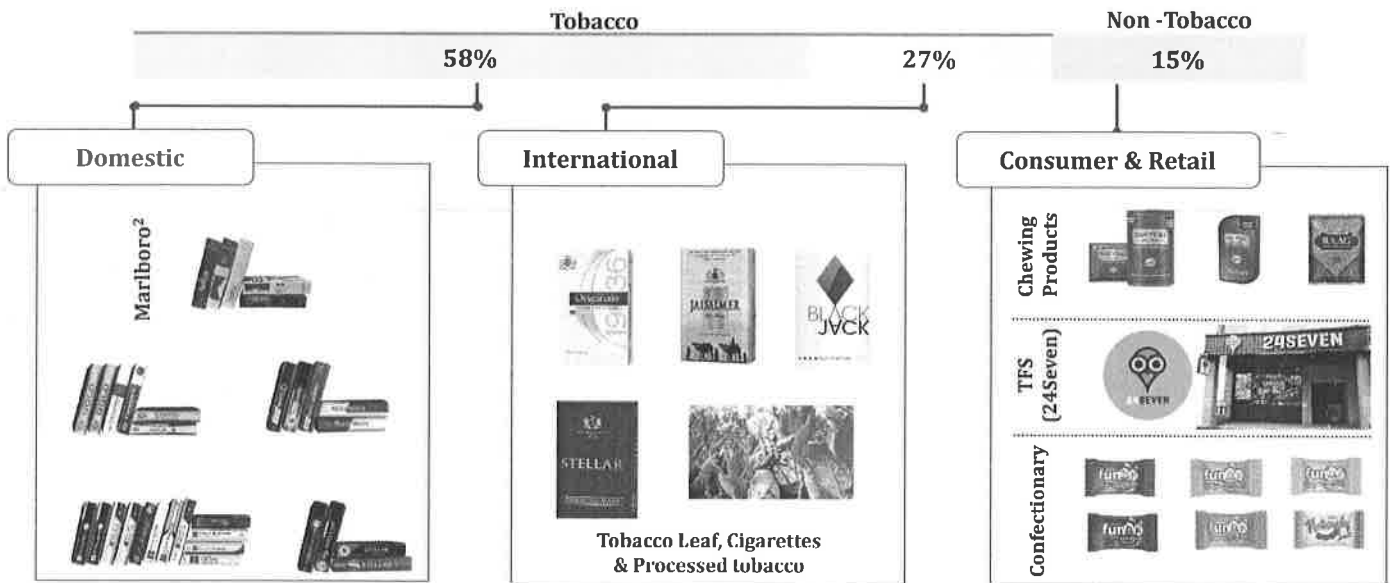 Tobacco
Non -Tobacco
58%
27%
15%
Domestic
International
Consumer & Retail
Marlboro²
JAISALMER
BLACK
JACK
STELLAR
Tobacco Leaf, Cigarettes
& Processed tobacco
Chewing
Products
TFS
(24Seven)
24SEVEN
Confectionary